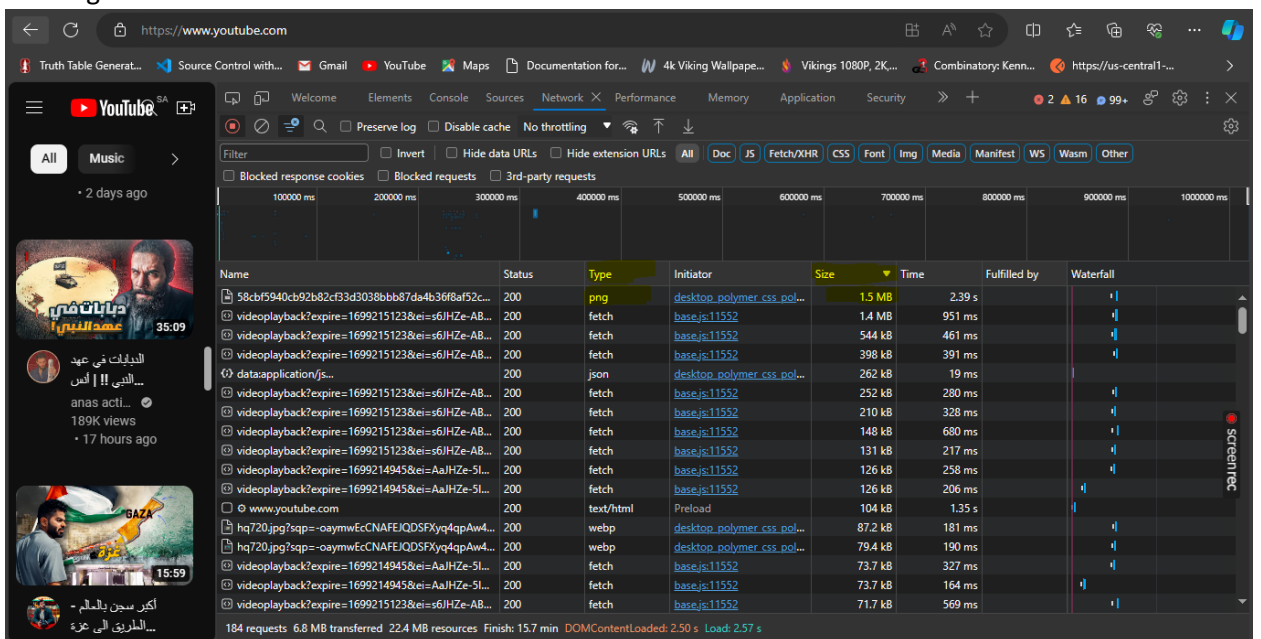 https://www.youtube.com
Truth Table Generat... Source Control with... Gmail YouTube Maps Documentation for... 4k Viking Wallpape... Vikings 1080P, 2K,... Combinatory: Kenn... https://us-central1-...
YouTube SA
Welcome Elements Console Sources Network Performance Memory Application Security 2 16 99+
Preserve log Disable cache No throttling
All Music
Filter Invert Hide data URLs Hide extension URLs All Doc JS Fetch/XHR CSS Font Img Media Manifest WS Wasm Other
Blocked response cookies Blocked requests 3rd-party requests
• 2 days ago
100000 ms 200000 ms 300000 ms 400000 ms 500000 ms 600000 ms 700000 ms 800000 ms 900000 ms 1000000 ms
دبابات في
عهد النبي!
35:09
الدبابات في عهد
النبي !! | أنس...
anas acti...
189K views
• 17 hours ago
GAZA
غزة
15:59
أكبر سجن بالعالم -
الطريق الى غزة...
Name Status Type Initiator Size Time Fulfilled by Waterfall
58cbf5940cb92b82cf33d3038bbb87da4b36f8af52c... 200 png desktop_polymer_css_pol... 1.5 MB 2.39 s
videoplayback?expire=1699215123&ei=s6JHZe-AB... 200 fetch base.js:11552 1.4 MB 951 ms
videoplayback?expire=1699215123&ei=s6JHZe-AB... 200 fetch base.js:11552 544 kB 461 ms
videoplayback?expire=1699215123&ei=s6JHZe-AB... 200 fetch base.js:11552 398 kB 391 ms
data:application/js... 200 json desktop_polymer_css_pol... 262 kB 19 ms
videoplayback?expire=1699215123&ei=s6JHZe-AB... 200 fetch base.js:11552 252 kB 280 ms
videoplayback?expire=1699215123&ei=s6JHZe-AB... 200 fetch base.js:11552 210 kB 328 ms
videoplayback?expire=1699215123&ei=s6JHZe-AB... 200 fetch base.js:11552 148 kB 680 ms
videoplayback?expire=1699215123&ei=s6JHZe-AB... 200 fetch base.js:11552 131 kB 217 ms
videoplayback?expire=1699214945&ei=AaJHZe-5I... 200 fetch base.js:11552 126 kB 258 ms
videoplayback?expire=1699214945&ei=AaJHZe-5I... 200 fetch base.js:11552 126 kB 206 ms
www.youtube.com 200 text/html Preload 104 kB 1.35 s
hq720.jpg?sqp=-oaymwEcCNAFEJQDSFXyq4qpAw4... 200 webp desktop_polymer_css_pol... 87.2 kB 181 ms
hq720.jpg?sqp=-oaymwEcCNAFEJQDSFXyq4qpAw4... 200 webp desktop_polymer_css_pol... 79.4 kB 190 ms
videoplayback?expire=1699214945&ei=AaJHZe-5I... 200 fetch base.js:11552 73.7 kB 327 ms
videoplayback?expire=1699214945&ei=AaJHZe-5I... 200 fetch base.js:11552 73.7 kB 164 ms
videoplayback?expire=1699215123&ei=s6JHZe-AB... 200 fetch base.js:11552 71.7 kB 569 ms
184 requests 6.8 MB transferred 22.4 MB resources Finish: 15.7 min DOMContentLoaded: 2.50 s Load: 2.57 s
screenrec